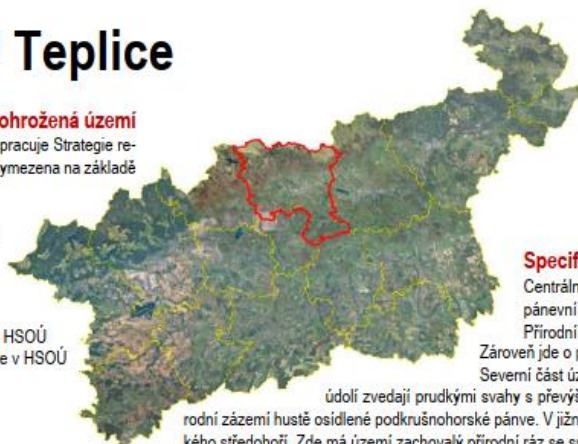 Teplice
ohrožená území
pracuje Strategie re-
ymezena na základě
HSOÚ
e v HSOÚ
Specif
Centráln
pánevní
Přírodní
Zároveň jde o p
Severní část úz
údolí zvedají prudkými svahy s převýš
rodní zázemí hustě osídlené podkrušnohorské pánve. V jižn
kého středohoří. Zde má území zachovalý přírodní ráz se za